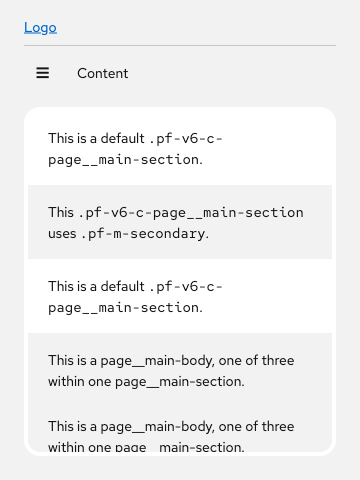 Logo
Content
This is a default .pf-v6-c-
page__main-section.
This .pf-v6-c-page__main-section
uses .pf-m-secondary.
This is a default .pf-v6-c-
page__main-section.
This is a page__main-body, one of three
within one page__main-section.
This is a page__main-body, one of three
within one page__main-section.